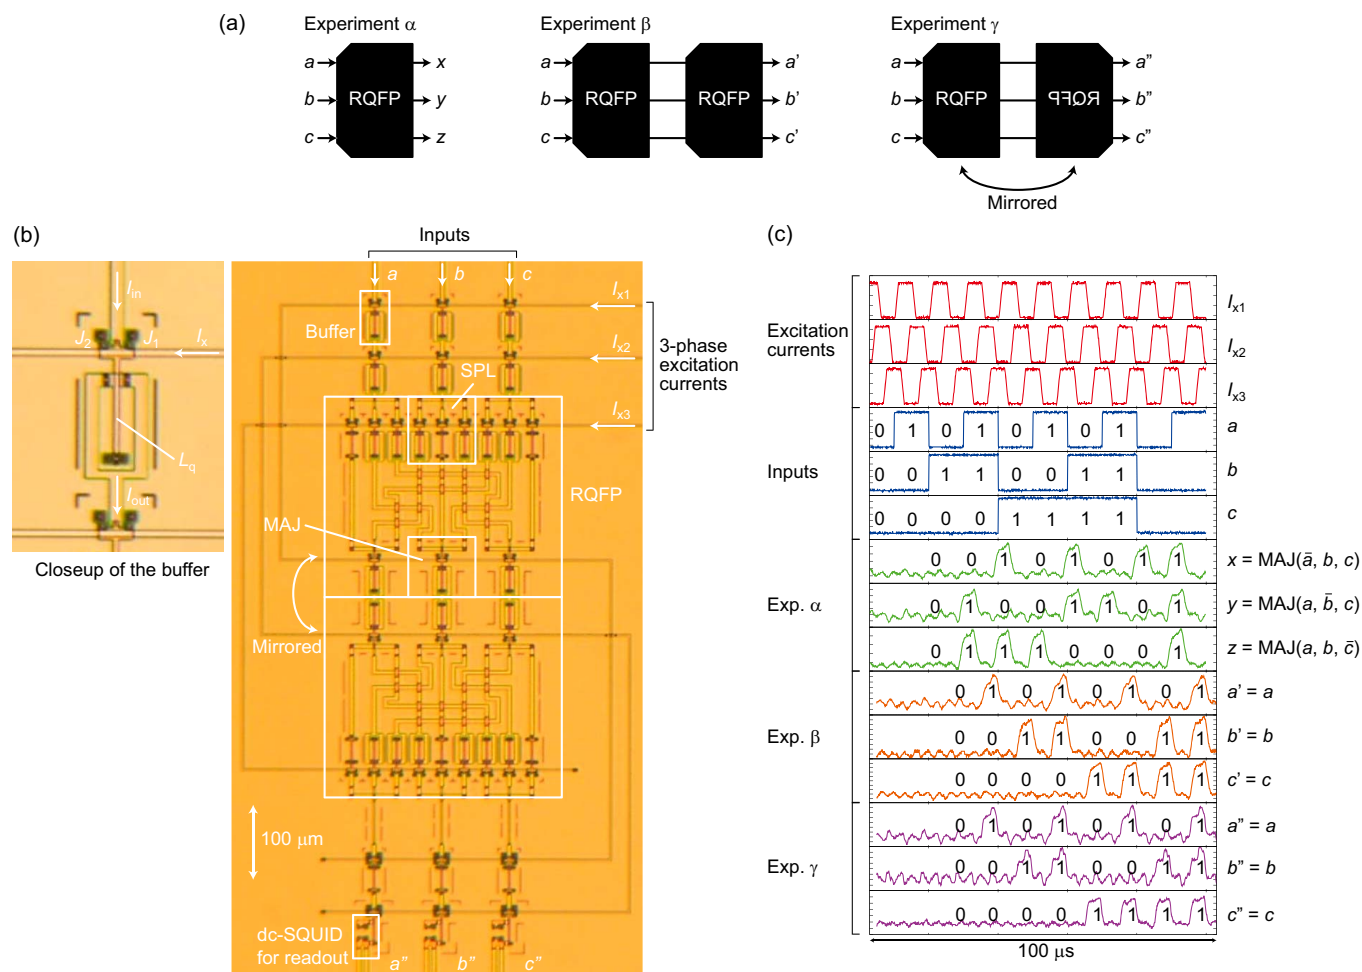 (a)
Experiment α
Experiment β
Experiment γ
a
b
c
RQFP
x
y
z
a
b
c
RQFP
RQFP
a’
b’
c’
a
b
c
RQFP
RQFP
a”
b”
c”
Mirrored
(b)
Inputs
a
b
c
Iin
J2
J1
Ix
Lq
Iout
Closeup of the buffer
Buffer
Ix1
Ix2
SPL
Ix3
3-phase
excitation
currents
RQFP
MAJ
Mirrored
100 μm
dc-SQUID
for readout
a”
b”
c”
(c)
Excitation
currents
Ix1
Ix2
Ix3
Inputs
0 1 0 1 0 1 0 1
a
0 0 1 1 0 0 1 1
b
0 0 0 0 1 1 1 1
c
Exp. α
0 0 1 0 1 0 1 1
x = MAJ(a̅, b, c)
0 1 0 0 1 1 0 1
y = MAJ(a, b̅, c)
0 1 1 1 0 0 0 1
z = MAJ(a, b, c̅)
Exp. β
0 1 0 1 0 1 0 1
a’ = a
0 0 1 1 0 0 1 1
b’ = b
0 0 0 0 1 1 1 1
c’ = c
Exp. γ
0 1 0 1 0 1 0 1
a” = a
0 0 1 1 0 0 1 1
b” = b
0 0 0 0 1 1 1 1
c” = c
100 μs